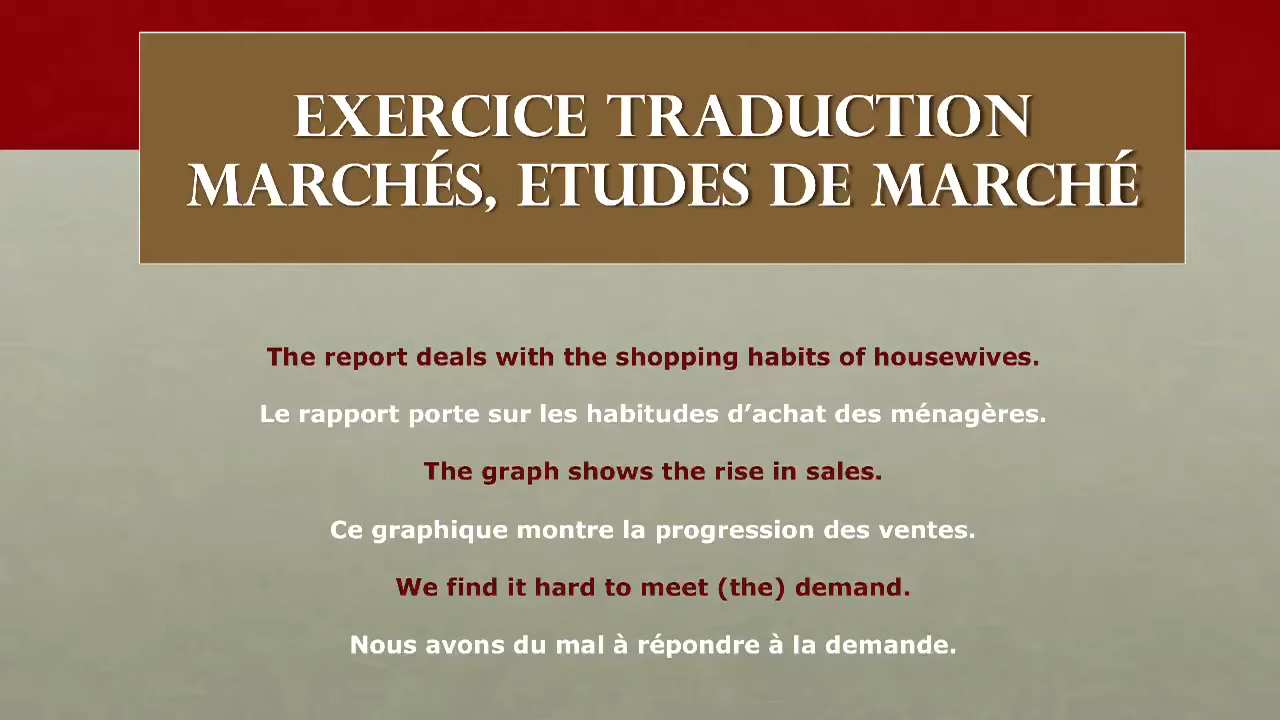 EXERCICE TRADUCTION
MARCHÉS, ETUDES DE MARCHÉ
The report deals with the shopping habits of housewives.
Le rapport porte sur les habitudes d’achat des ménagères.
The graph shows the rise in sales.
Ce graphique montre la progression des ventes.
We find it hard to meet (the) demand.
Nous avons du mal à répondre à la demande.